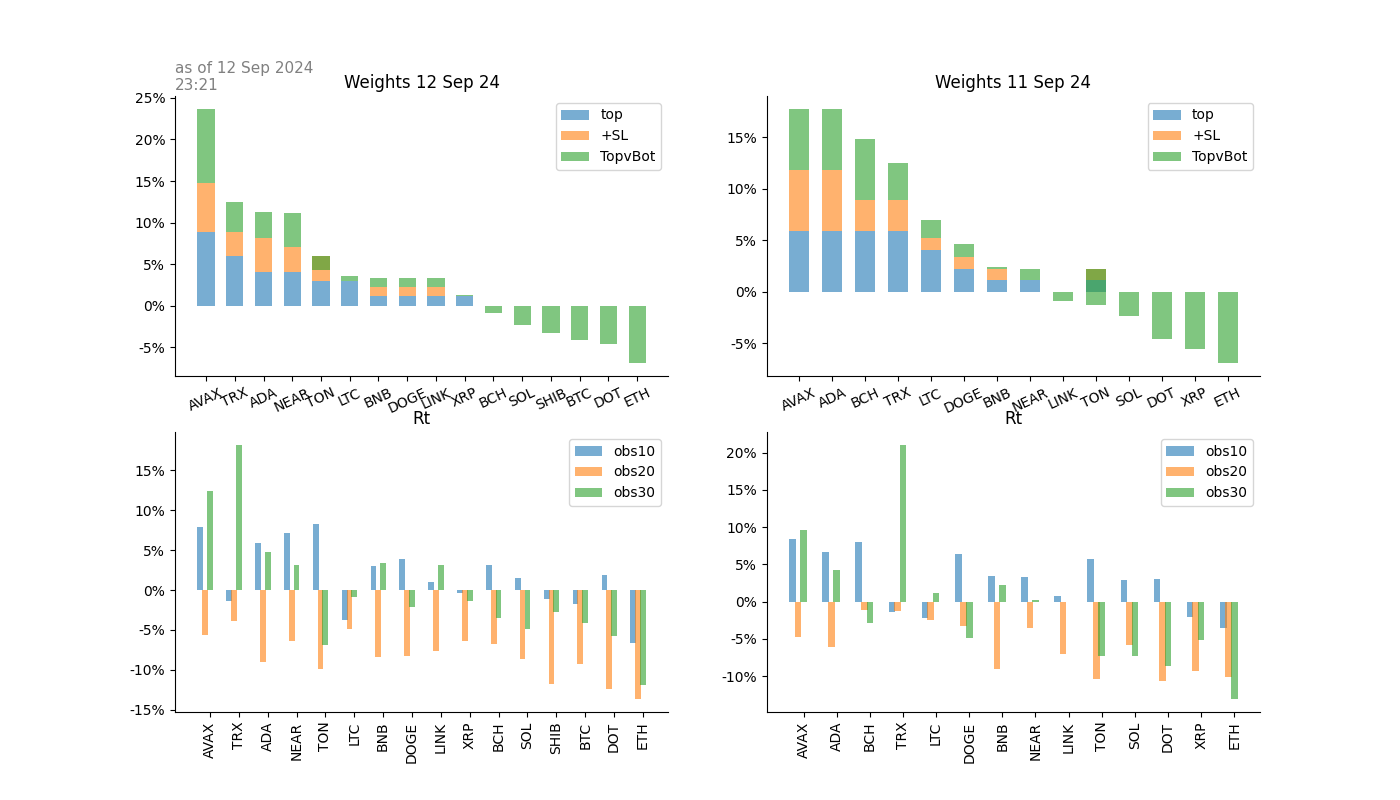 as of 12 Sep 2024
23:21
Weights 12 Sep 24
25%
20%
15%
10%
5%
0%
-5%
top
+SL
TopvBot
AVAX TRX ADA NEAR TON LTC BNB DOGE LINK XRP BCH SOL SHIB BTC DOT ETH
Weights 11 Sep 24
15%
10%
5%
0%
-5%
top
+SL
TopvBot
AVAX ADA BCH TRX LTC DOGE BNB NEAR LINK TON SOL DOT XRP ETH
Rt
15%
10%
5%
0%
-5%
-10%
-15%
obs10
obs20
obs30
AVAX TRX ADA NEAR TON LTC BNB DOGE LINK XRP BCH SOL SHIB BTC DOT ETH
Rt
20%
15%
10%
5%
0%
-5%
-10%
obs10
obs20
obs30
AVAX ADA BCH TRX LTC DOGE BNB NEAR LINK TON SOL DOT XRP ETH